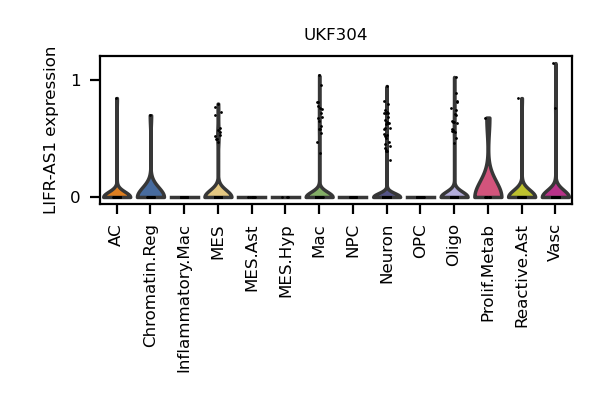 UKF304
LIFR-AS1 expression
1
0
AC
Chromatin.Reg
Inflammatory.Mac
MES
MES.Ast
MES.Hyp
Mac
NPC
Neuron
OPC
Oligo
Prolif.Metab
Reactive.Ast
Vasc